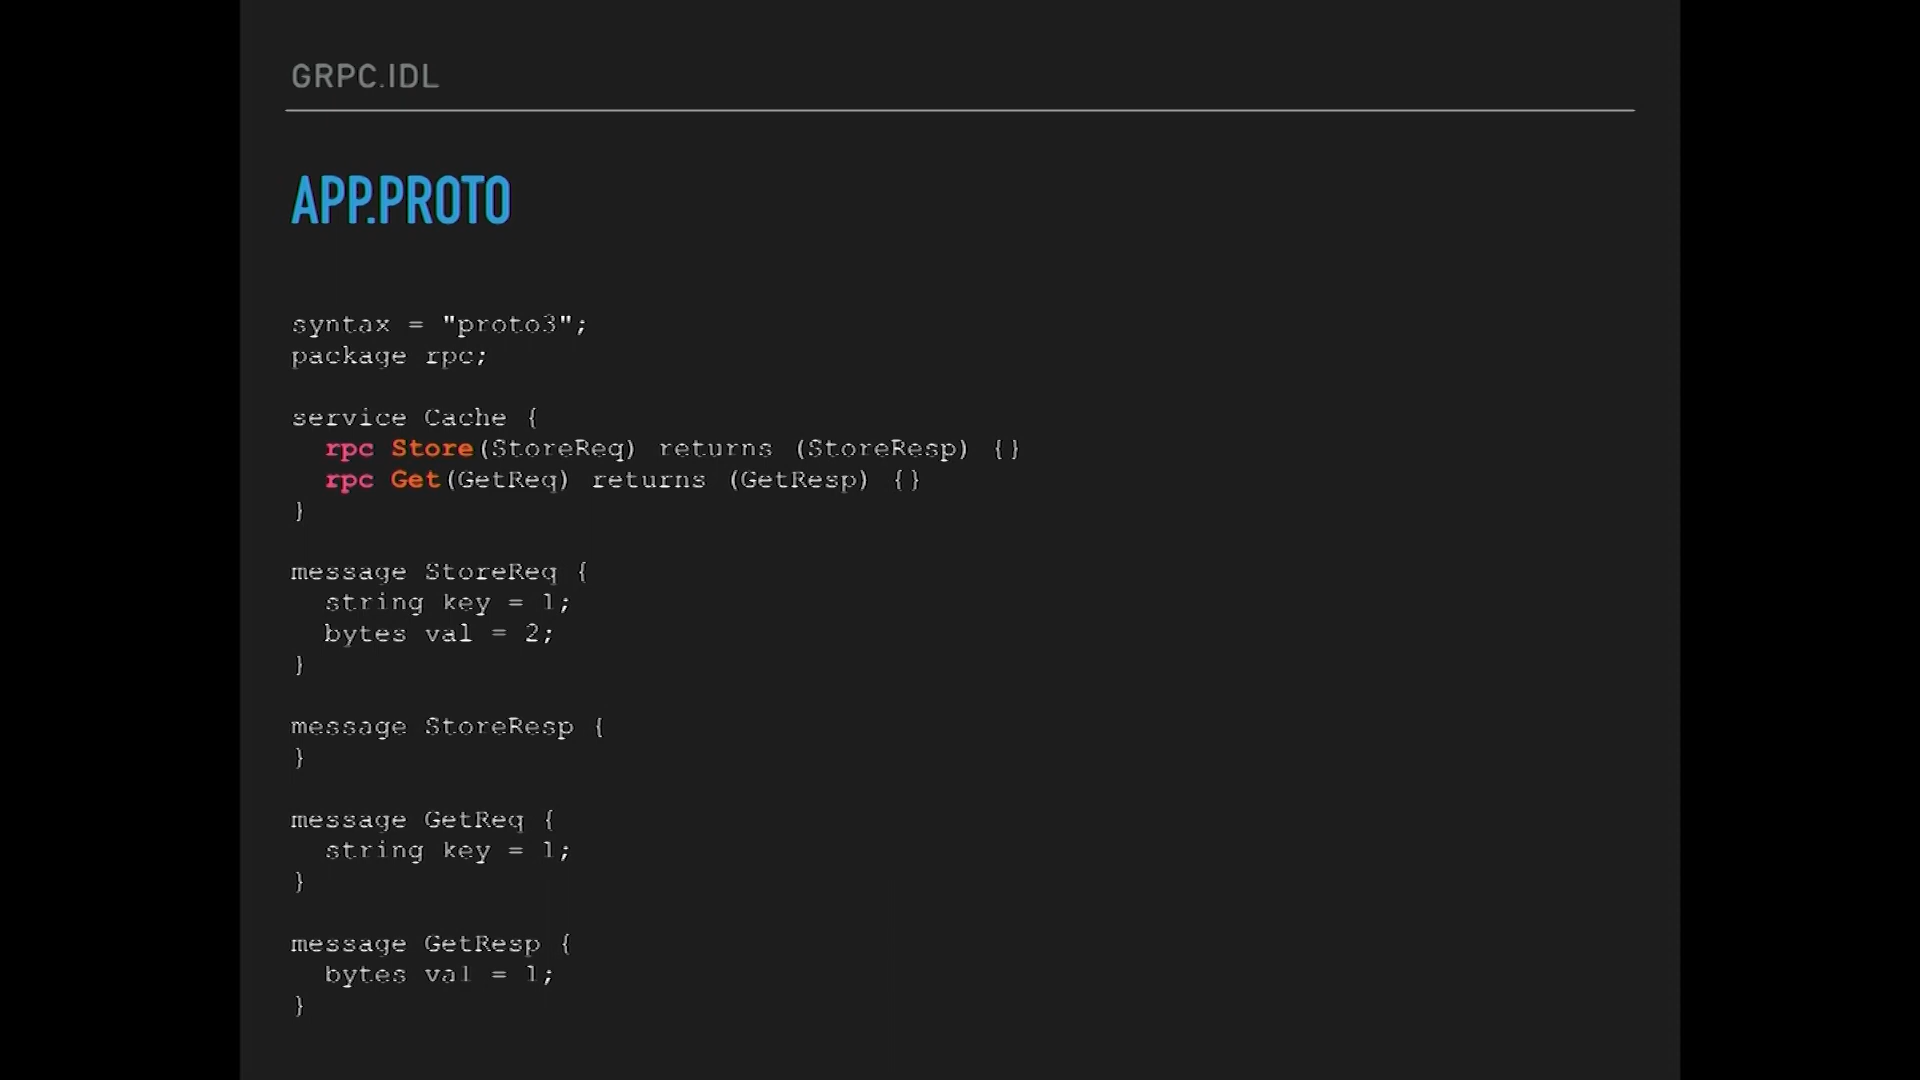 GRPC.IDL
APP.PROTO
syntax = "proto3";
package rpc;
service Cache {
  rpc Store(StoreReq) returns (StoreResp) {}
  rpc Get(GetReq) returns (GetResp) {}
}
message StoreReq {
  string key = 1;
  bytes val = 2;
}
message StoreResp {
}
message GetReq {
  string key = 1;
}
message GetResp {
  bytes val = 1;
}